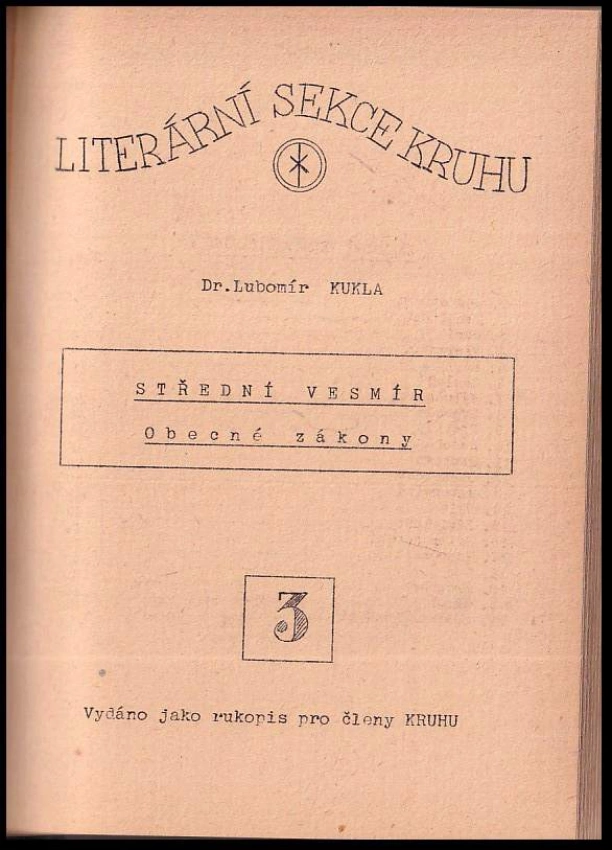 LITERÁRNÍ SEKCE KRUHU
Dr.Lubomír KUKLA
STŘEDNÍ VESMÍR
Obecné zákony
3
Vydáno jako rukopis pro členy KRUHU